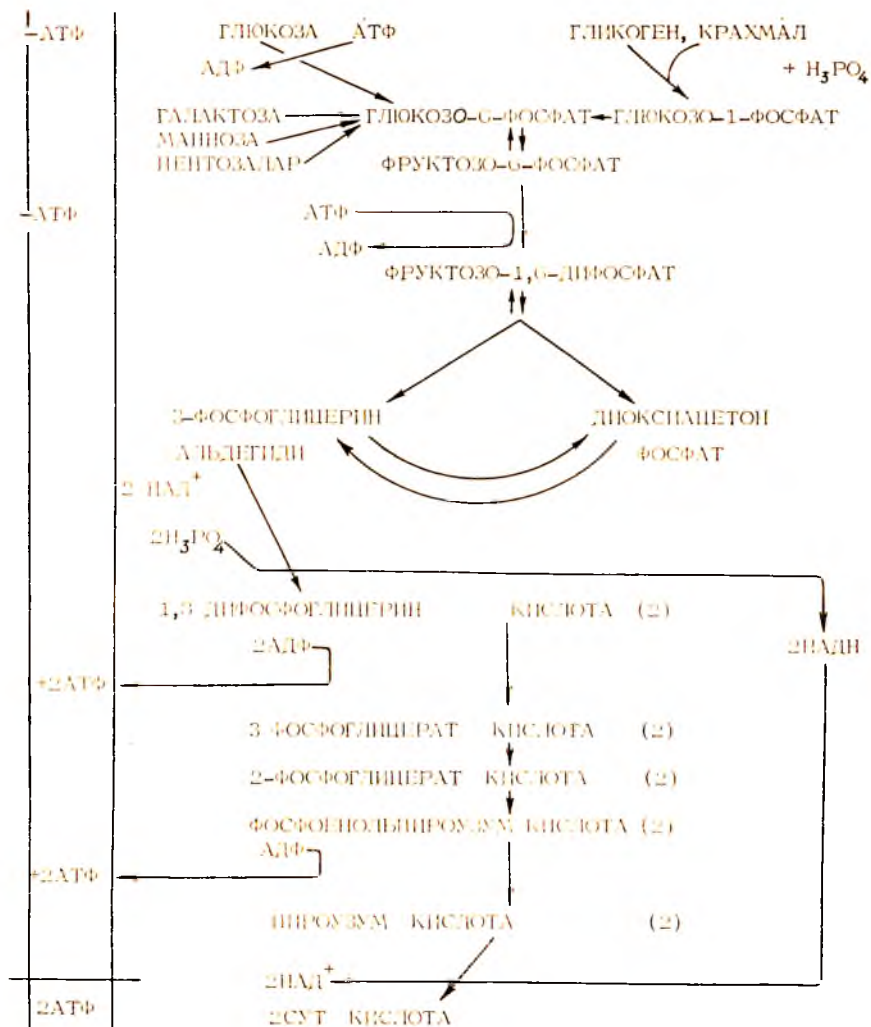 -АТФ ГЛЮКОЗА АТФ ГЛИКОГЕН, КРАХМАЛ
АДФ + H₃PO₄
ГАЛАКТОЗА ГЛЮКОЗО-6-ФОСФАТ ГЛЮКОЗО-1-ФОСФАТ
МАННОЗА
ПЕНТОЗАЛАР ФРУКТОЗО-6-ФОСФАТ
-АТФ АТФ
АДФ
ФРУКТОЗО-1,6-ДИФОСФАТ
3-ФОСФОГЛИЦЕРИН ДИОКСИАЦЕТОН
АЛЬДЕГИДИ ФОСФАТ
2 НАД⁺
2H₃PO₄
1,3 ДИФОСФОГЛИЦЕРИН КИСЛОТА (2)
2АДФ 2НАДН
+2АТФ
3 ФОСФОГЛИЦЕРАТ КИСЛОТА (2)
2-ФОСФОГЛИЦЕРАТ КИСЛОТА (2)
ФОСФОЕНОЛЬПИРОУЗУМ КИСЛОТА (2)
АДФ
+2АТФ
ПИРОУЗУМ КИСЛОТА (2)
2НАД⁺
2АТФ 2СУТ КИСЛОТА